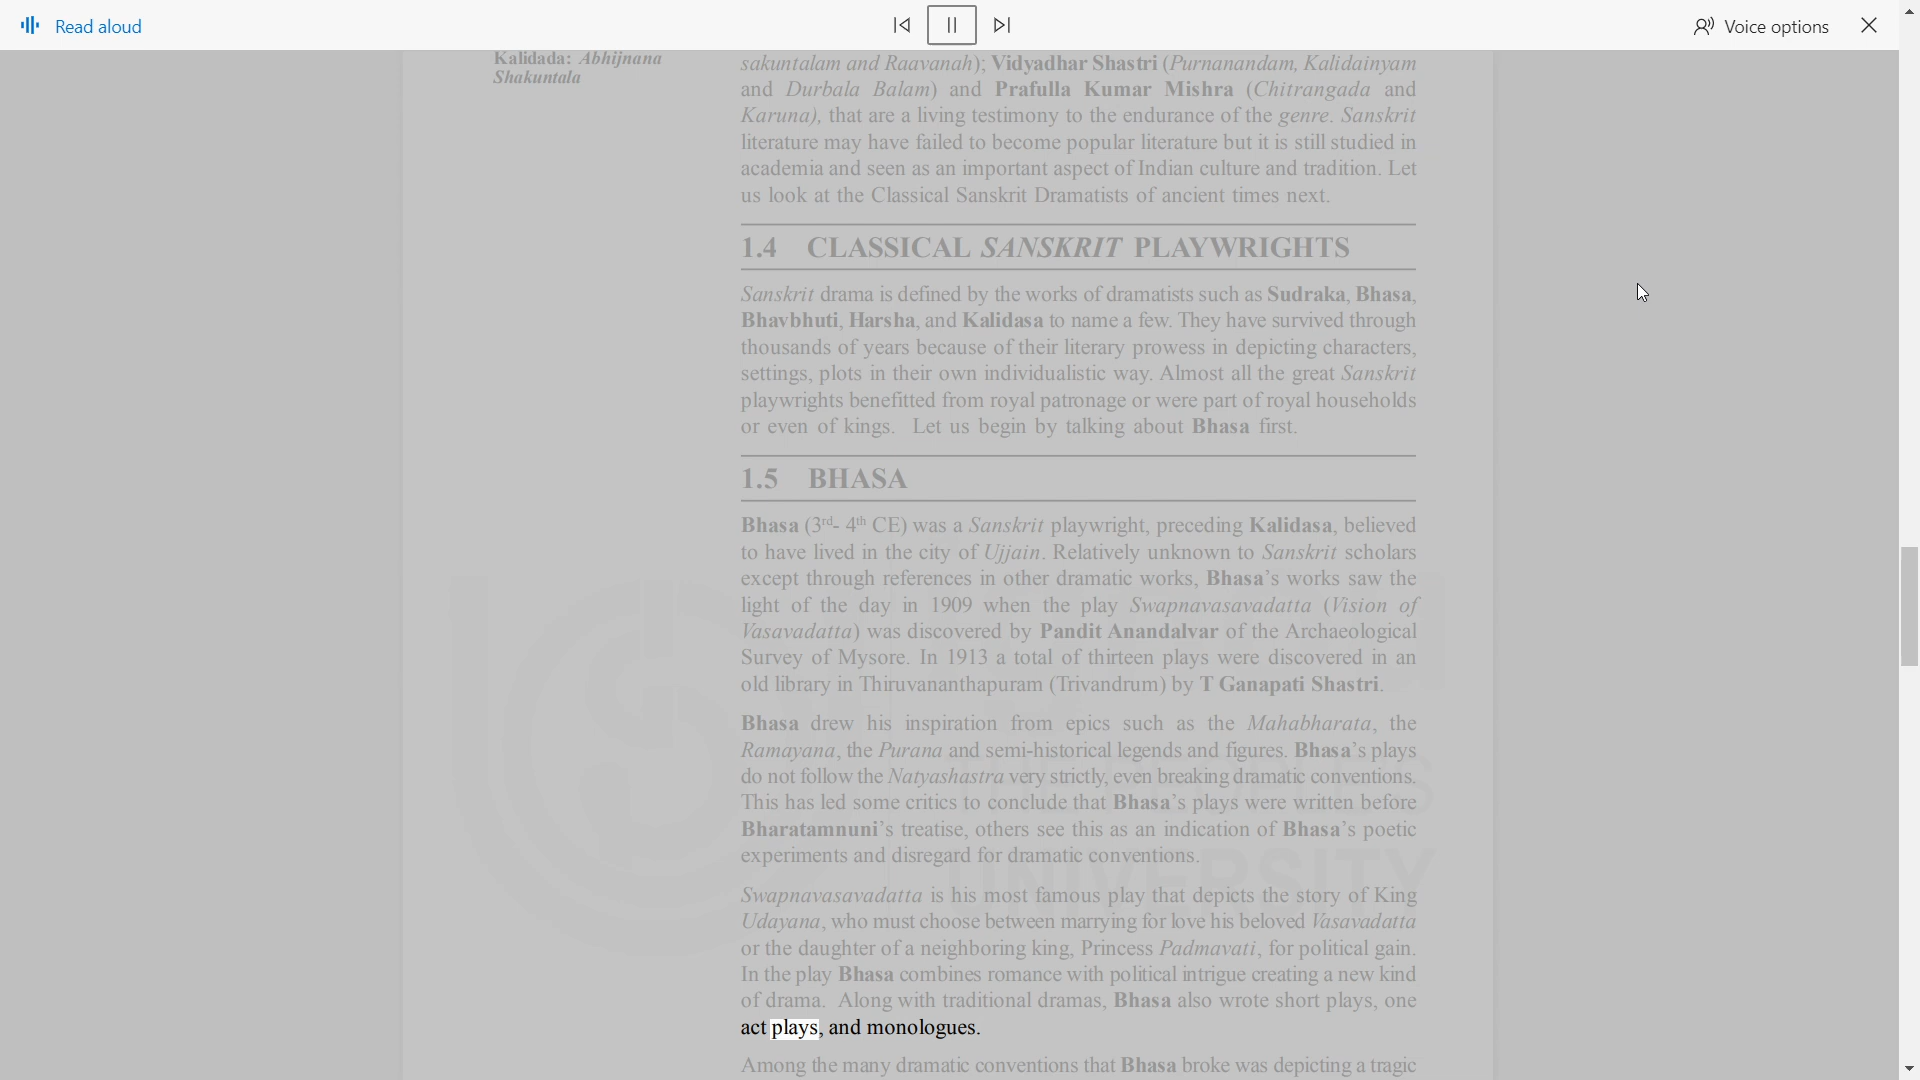 Read aloud
Voice options
Kalidada: Abhijnana
Shakuntala
sakuntalam and Raavanah); Vidyadhar Shastri (Purnanandam, Kalidainyam
and Durbala Balam) and Prafulla Kumar Mishra (Chitrangada and
Karuna), that are a living testimony to the endurance of the genre. Sanskrit
literature may have failed to become popular literature but it is still studied in
academia and seen as an important aspect of Indian culture and tradition. Let
us look at the Classical Sanskrit Dramatists of ancient times next.
1.4 CLASSICAL SANSKRIT PLAYWRIGHTS
Sanskrit drama is defined by the works of dramatists such as Sudraka, Bhasa,
Bhavbhuti, Harsha, and Kalidasa to name a few. They have survived through
thousands of years because of their literary prowess in depicting characters,
settings, plots in their own individualistic way. Almost all the great Sanskrit
playwrights benefitted from royal patronage or were part of royal households
or even of kings. Let us begin by talking about Bhasa first.
1.5 BHASA
Bhasa (3rd- 4th CE) was a Sanskrit playwright, preceding Kalidasa, believed
to have lived in the city of Ujjain. Relatively unknown to Sanskrit scholars
except through references in other dramatic works, Bhasa's works saw the
light of the day in 1909 when the play Swapnavasavadatta (Vision of
Vasavadatta) was discovered by Pandit Anandalvar of the Archaeological
Survey of Mysore. In 1913 a total of thirteen plays were discovered in an
old library in Thiruvananthapuram (Trivandrum) by T Ganapati Shastri.
Bhasa drew his inspiration from epics such as the Mahabharata, the
Ramayana, the Purana and semi-historical legends and figures. Bhasa's plays
do not follow the Natyashastra very strictly, even breaking dramatic conventions.
This has led some critics to conclude that Bhasa's plays were written before
Bharatamnuni's treatise, others see this as an indication of Bhasa's poetic
experiments and disregard for dramatic conventions.
Swapnavasavadatta is his most famous play that depicts the story of King
Udayana, who must choose between marrying for love his beloved Vasavadatta
or the daughter of a neighboring king, Princess Padmavati, for political gain.
In the play Bhasa combines romance with political intrigue creating a new kind
of drama. Along with traditional dramas, Bhasa also wrote short plays, one
act plays, and monologues.
Among the many dramatic conventions that Bhasa broke was depicting a tragic
THE PEOPLE'S
UNIVERSITY